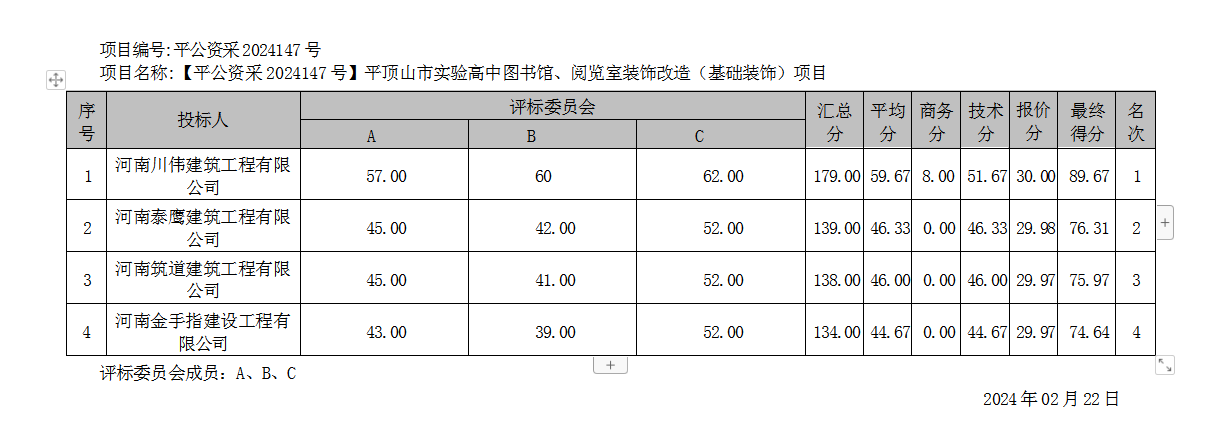 项目编号:平公资采2024147号
项目名称:【平公资采2024147号】平顶山市实验高中图书馆、阅览室装饰改造（基础装饰）项目
序号 投标人 评标委员会 汇总分 平均分 商务分 技术分 报价分 最终得分 名次
A B C
1 河南川伟建筑工程有限公司 57.00 60 62.00 179.00 59.67 8.00 51.67 30.00 89.67 1
2 河南泰鹰建筑工程有限公司 45.00 42.00 52.00 139.00 46.33 0.00 46.33 29.98 76.31 2
3 河南筑道建筑工程有限公司 45.00 41.00 52.00 138.00 46.00 0.00 46.00 29.97 75.97 3
4 河南金手指建设工程有限公司 43.00 39.00 52.00 134.00 44.67 0.00 44.67 29.97 74.64 4
评标委员会成员：A、B、C
2024年02月22日